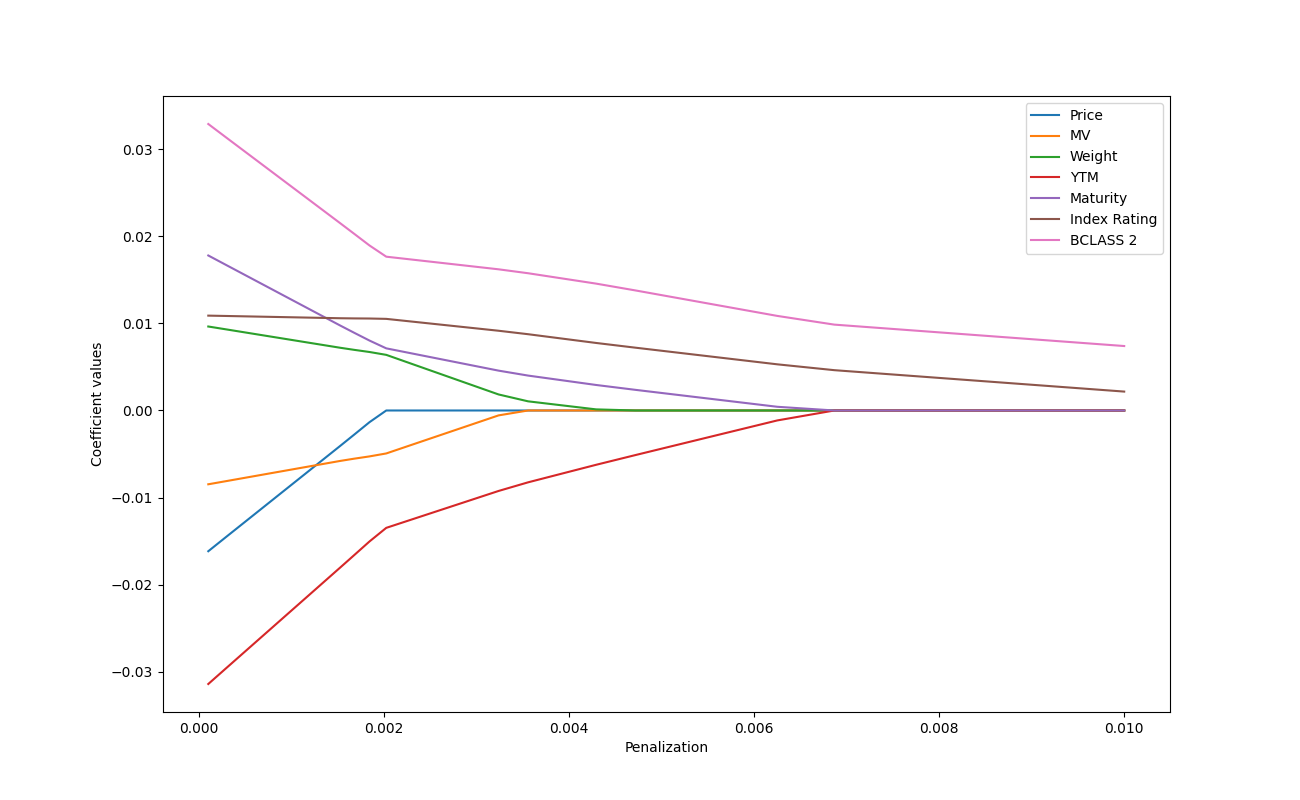 Price
MV
Weight
YTM
Maturity
Index Rating
BCLASS 2
0.03
0.02
0.01
0.00
−0.01
−0.02
−0.03
Coefficient values
0.000 0.002 0.004 0.006 0.008 0.010
Penalization